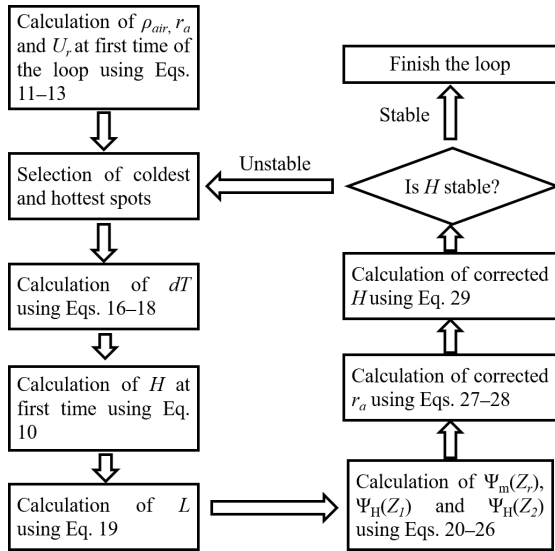 Calculation of ρair, ra
and Ur at first time of
the loop using Eqs.
11–13
Selection of coldest
and hottest spots
Calculation of dT
using Eqs. 16–18
Calculation of H at
first time using Eq.
10
Calculation of L
using Eq. 19
Calculation of Ψm(Zr),
ΨH(Z1) and ΨH(Z2)
using Eqs. 20–26
Calculation of corrected
ra using Eqs. 27–28
Calculation of corrected
H using Eq. 29
Is H stable?
Unstable
Stable
Finish the loop